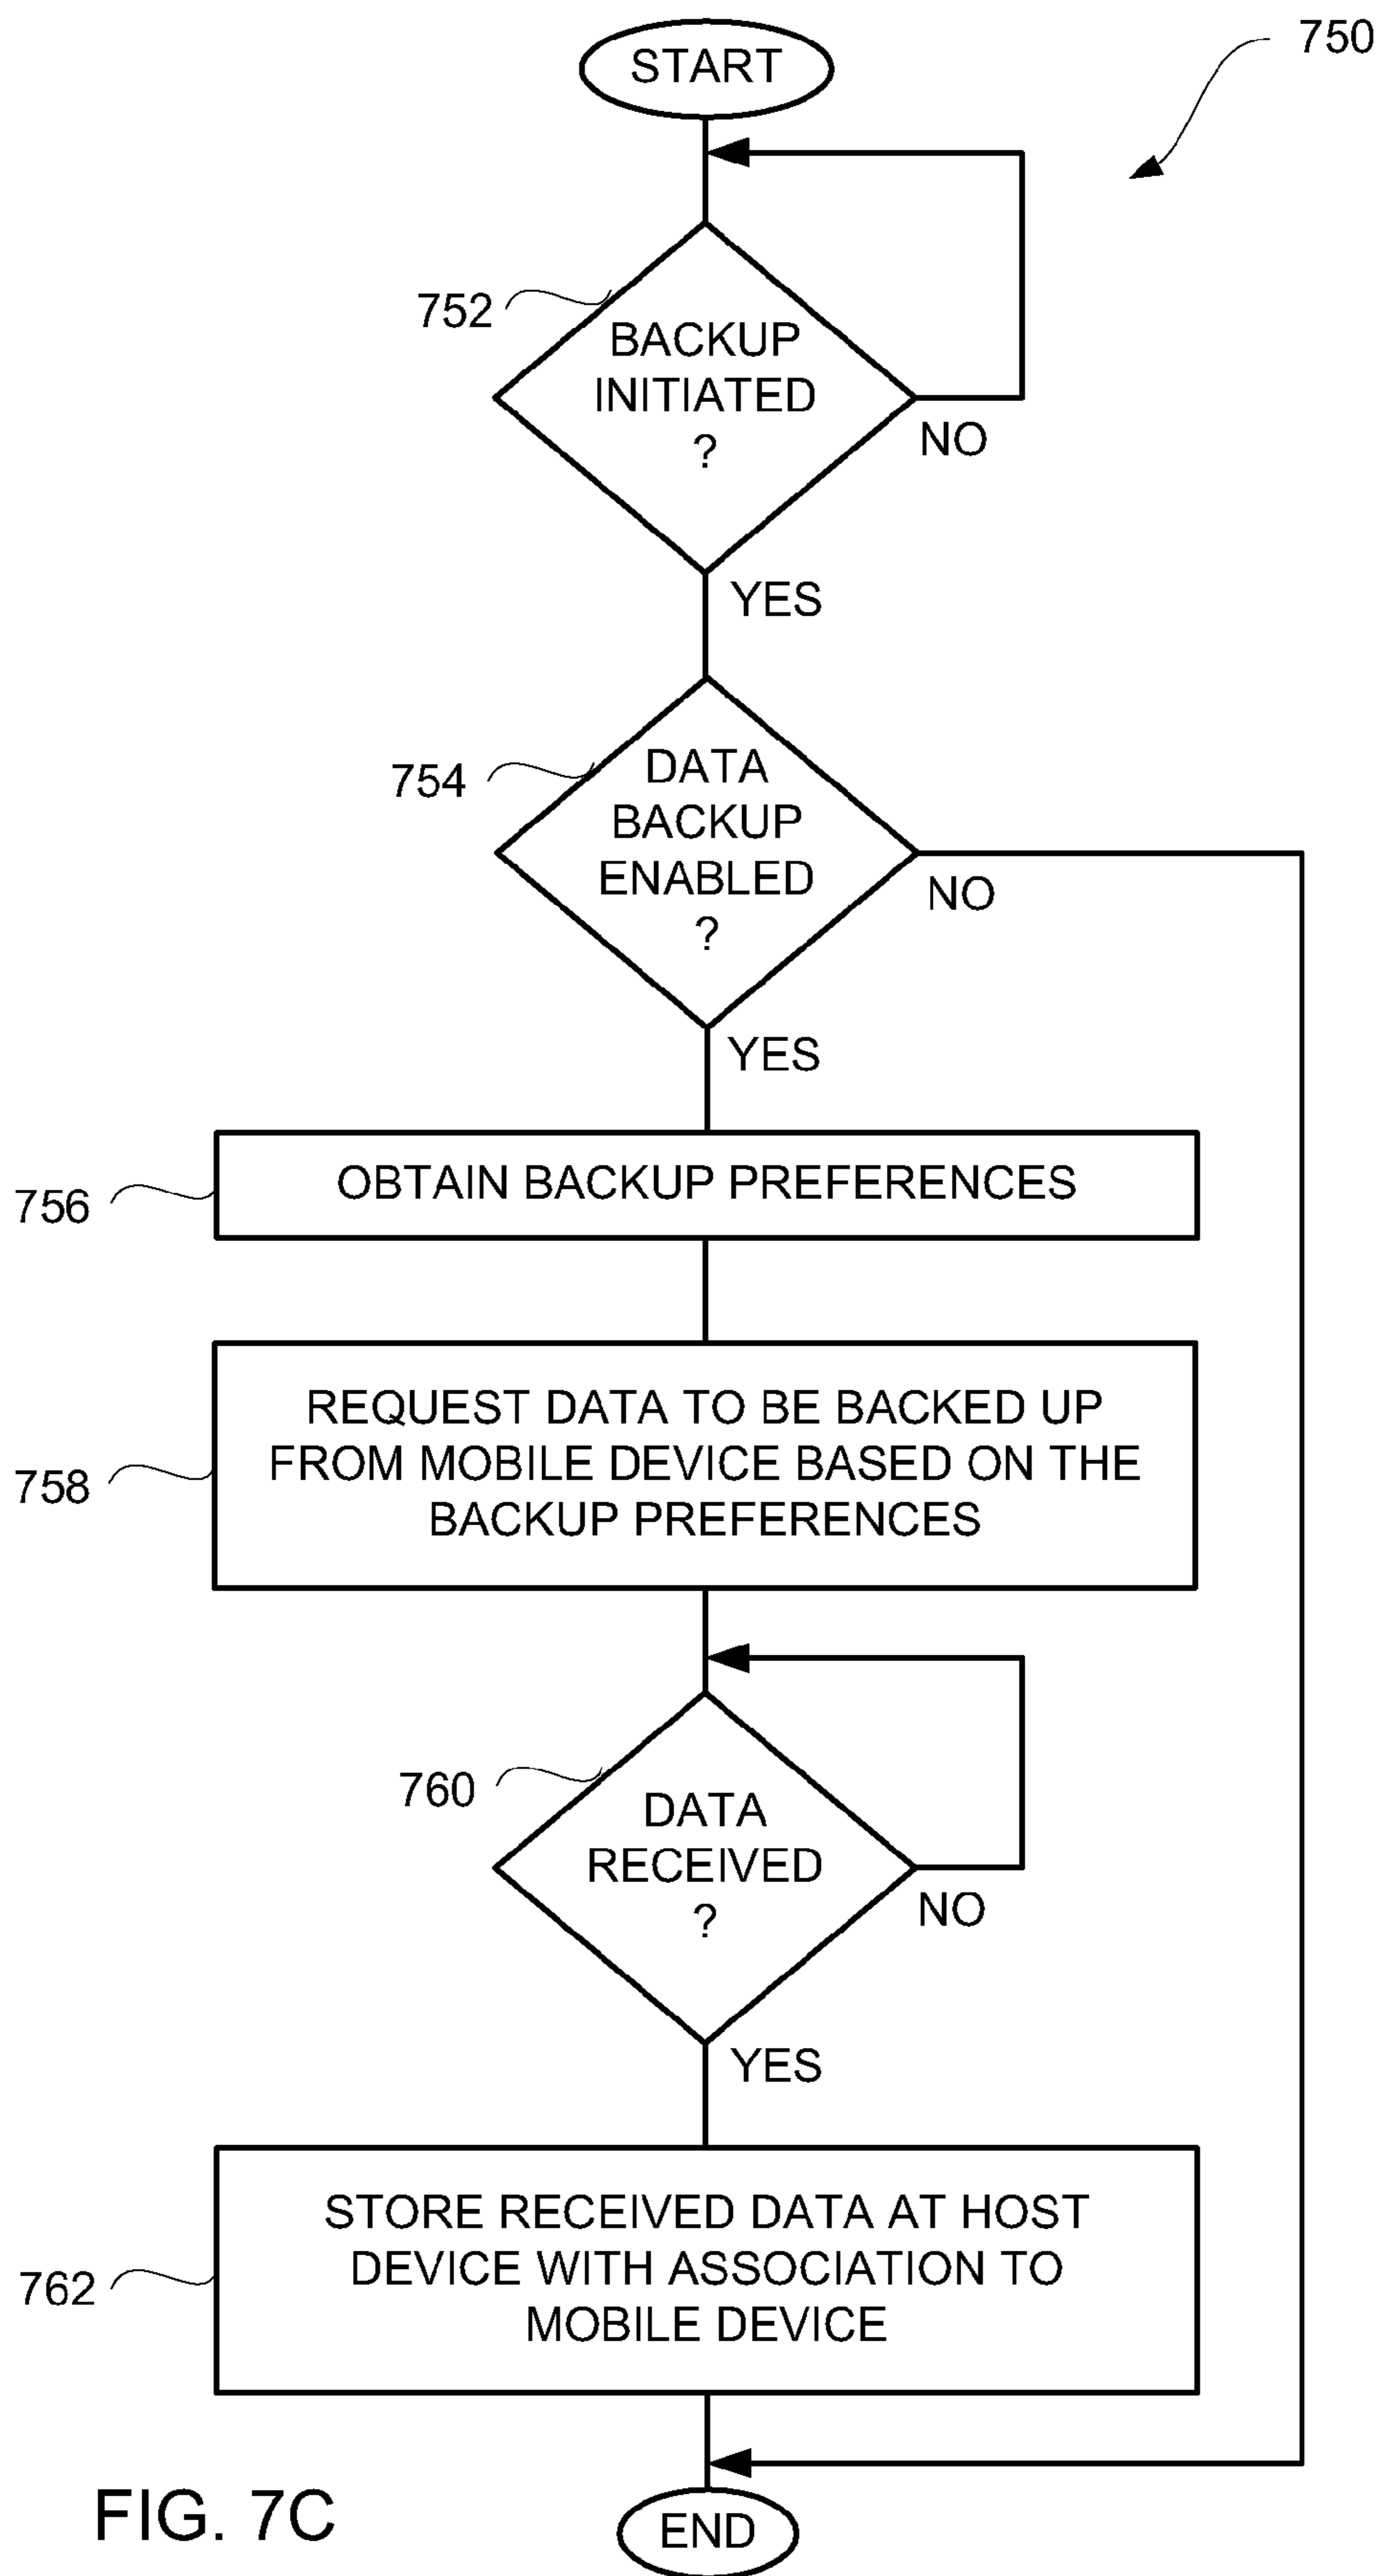 START
750
752
BACKUP
INITIATED
?
NO
YES
754
DATA
BACKUP
ENABLED
?
NO
YES
756
OBTAIN BACKUP PREFERENCES
758
REQUEST DATA TO BE BACKED UP
FROM MOBILE DEVICE BASED ON THE
BACKUP PREFERENCES
760
DATA
RECEIVED
?
NO
YES
762
STORE RECEIVED DATA AT HOST
DEVICE WITH ASSOCIATION TO
MOBILE DEVICE
END
FIG. 7C